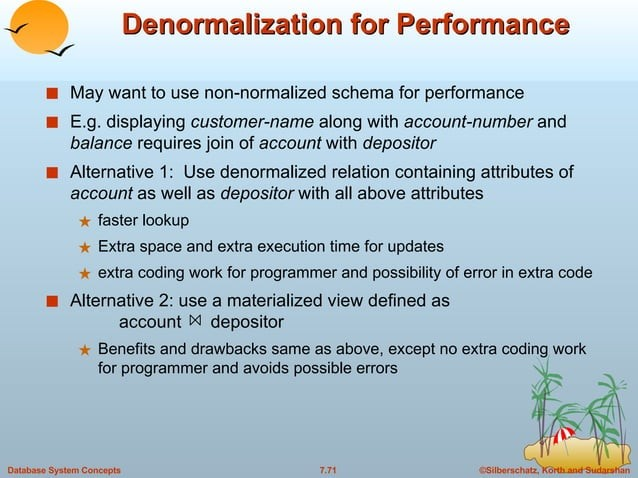 Denormalization for Performance
May want to use non-normalized schema for performance
E.g. displaying customer-name along with account-number and
balance requires join of account with depositor
Alternative 1:  Use denormalized relation containing attributes of
account as well as depositor with all above attributes
faster lookup
Extra space and extra execution time for updates
extra coding work for programmer and possibility of error in extra code
Alternative 2: use a materialized view defined as
account ⨝ depositor
Benefits and drawbacks same as above, except no extra coding work
for programmer and avoids possible errors
Database System Concepts
7.71
©Silberschatz, Korth and Sudarshan